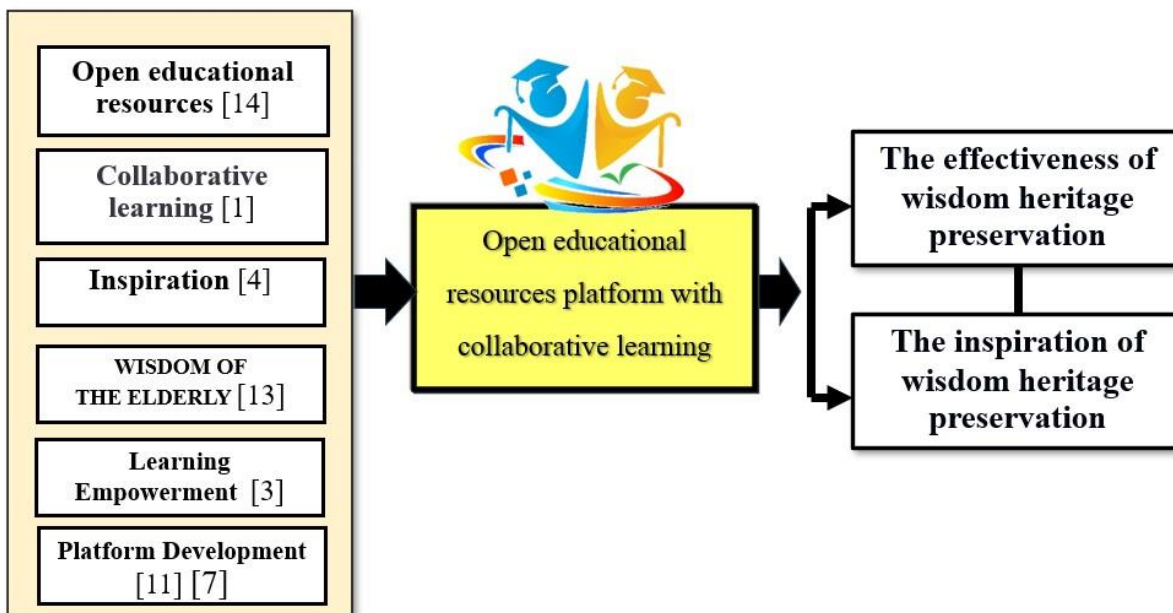 Open educational
resources [14]
Collaborative
learning [1]
Inspiration [4]
WISDOM OF
THE ELDERLY [13]
Learning
Empowerment [3]
Platform Development
[11] [7]
Open educational
resources platform with
collaborative learning
The effectiveness of
wisdom heritage
preservation
The inspiration of
wisdom heritage
preservation